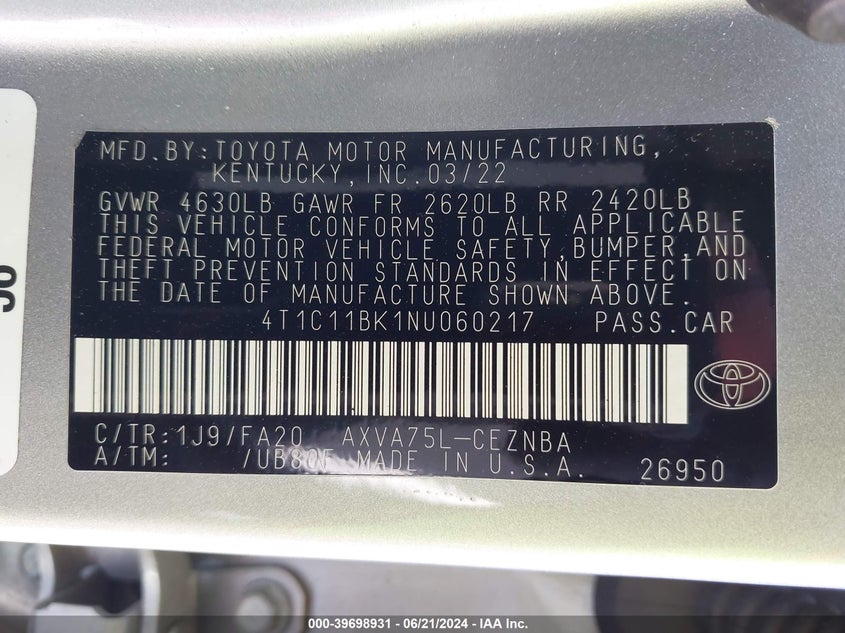 MFD.BY:TOYOTA MOTOR MANUFACTURING,
KENTUCKY,INC.03/22
GVWR 4630LB GAWR FR 2620LB RR 2420LB
THIS VEHICLE CONFORMS TO ALL APPLICABLE
FEDERAL MOTOR VEHICLE SAFETY,BUMPER,AND
THEFT PREVENTION STANDARDS IN EFFECT ON
THE DATE OF MANUFACTURE SHOWN ABOVE.
4T1C11BK1NU060217 PASS.CAR
C/TR:1J9/FA20 AXVA75L-CEZNBA
A/TM: /UB80F MADE IN U.S.A. 26950
000-39698931 - 06/21/2024 - IAA Inc.